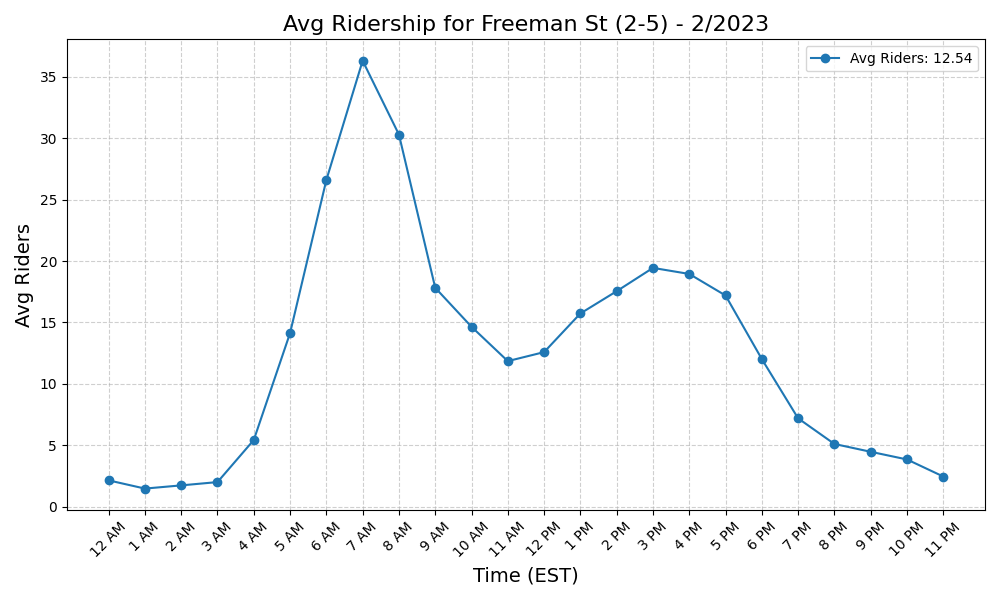 Avg Ridership for Freeman St (2-5) - 2/2023
Avg Riders: 12.54
Avg Riders
35
30
25
20
15
10
5
0
12 AM
1 AM
2 AM
3 AM
4 AM
5 AM
6 AM
7 AM
8 AM
9 AM
10 AM
11 AM
12 PM
1 PM
2 PM
3 PM
4 PM
5 PM
6 PM
7 PM
8 PM
9 PM
10 PM
11 PM
Time (EST)